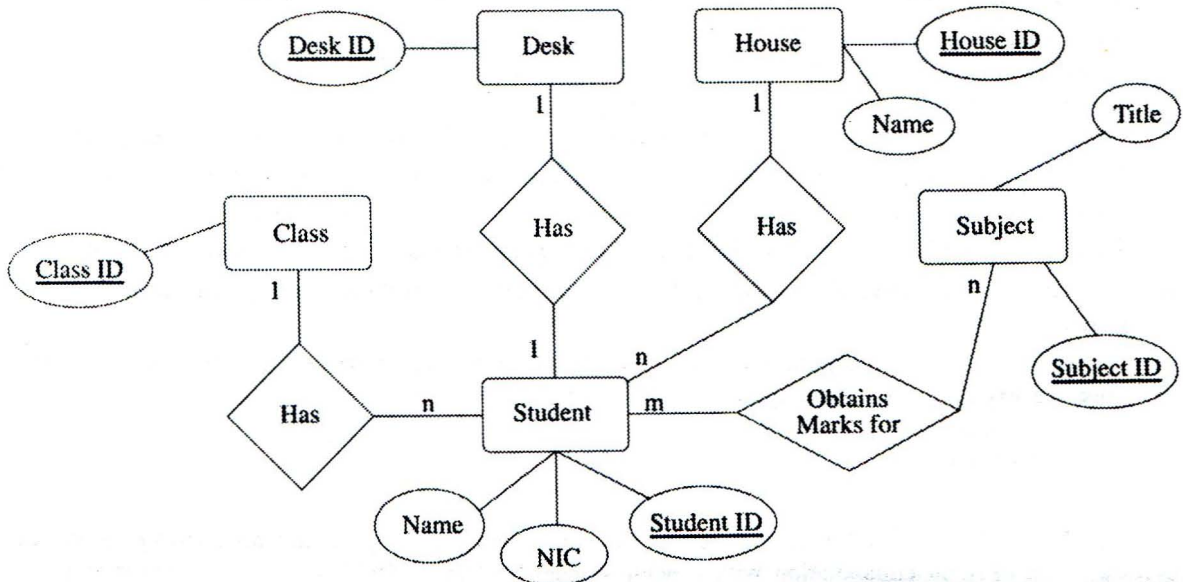 Desk ID
Desk
House
House ID
1
1
Name
Title
Class
Has
Has
Subject
Class ID
1
n
1
n
Subject ID
Has
n
Student
m
Obtains
Marks for
Name
NIC
Student ID